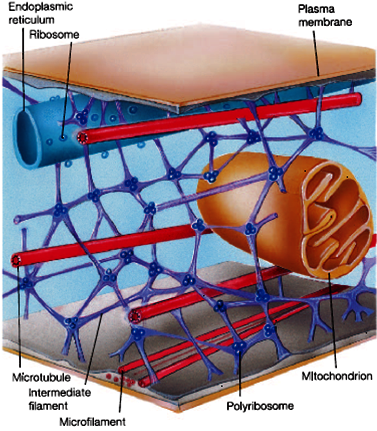 Endoplasmic
reticulum
Ribosome
Plasma
membrane
Microtubule
Intermediate
filament
Microfilament
Polyribosome
Mitochondrion